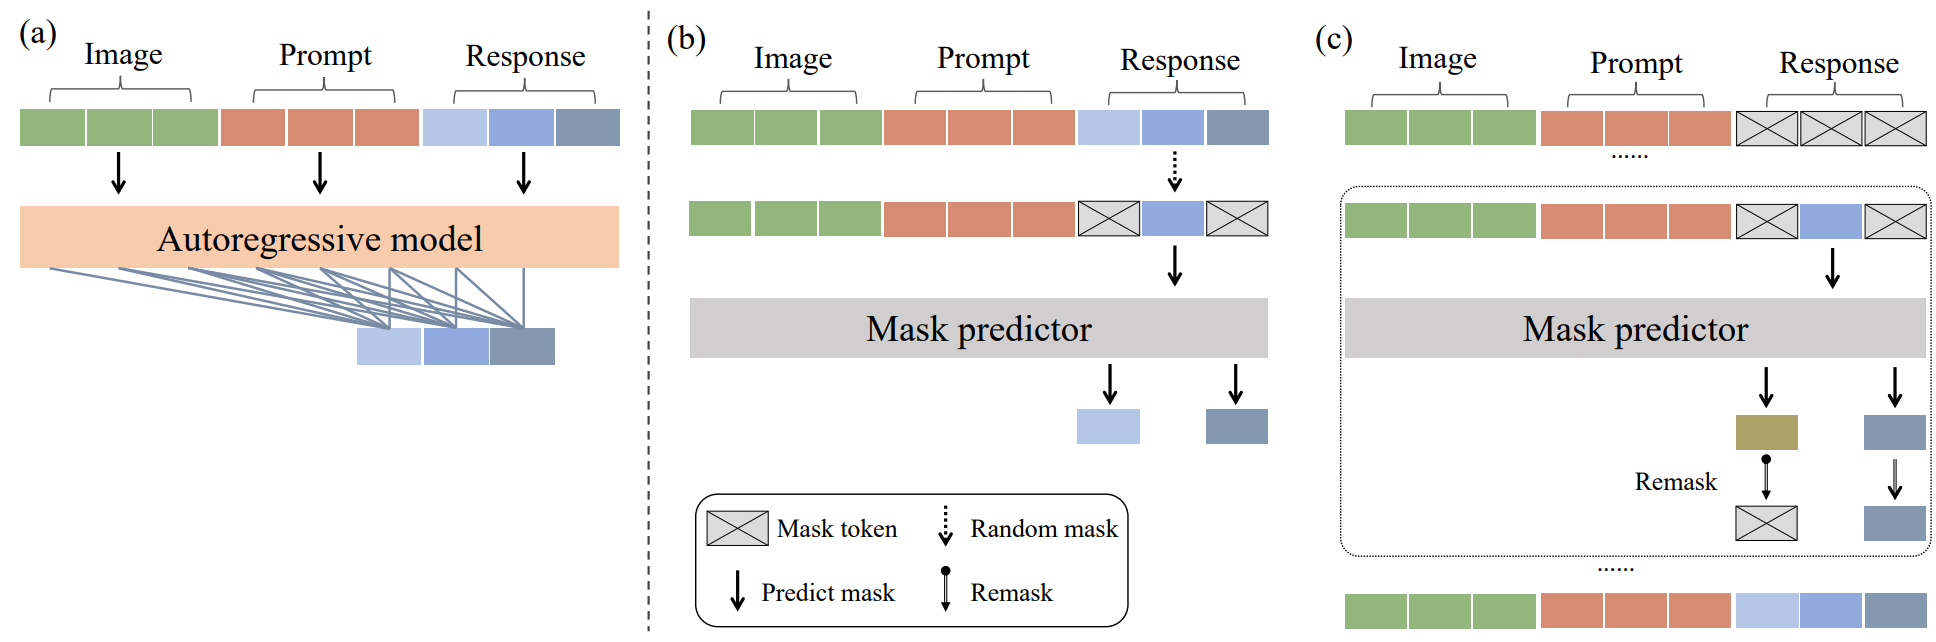 (a)
Image
Prompt
Response
Autoregressive model
(b)
Image
Prompt
Response
Mask predictor
Mask token
Random mask
Predict mask
Remask
(c)
Image
Prompt
Response
......
Mask predictor
Remask
......